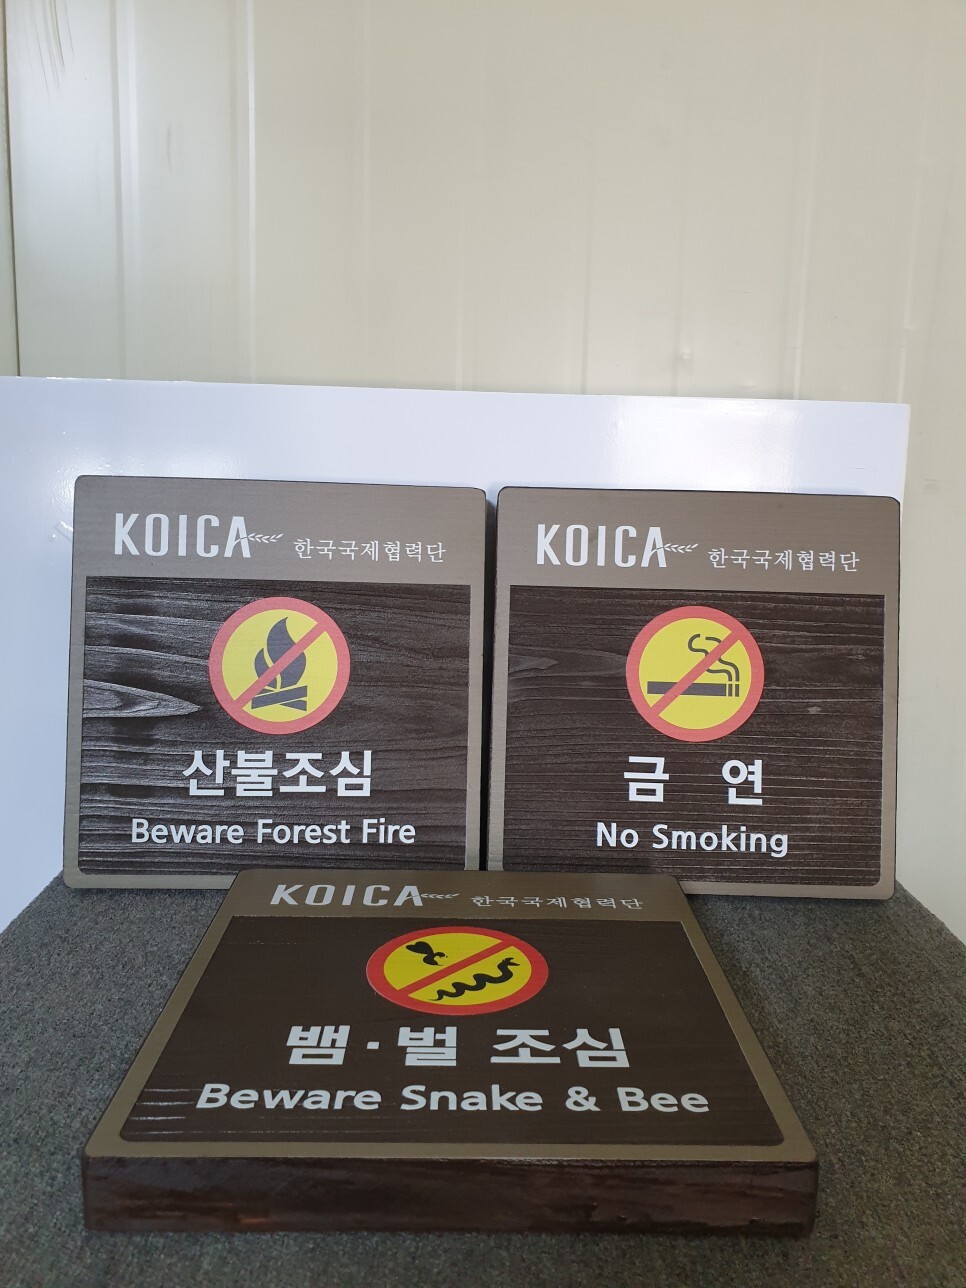 KOICA 한국국제협력단
산불조심
Beware Forest Fire
KOICA 한국국제협력단
금 연
No Smoking
KOICA 한국국제협력단
뱀·벌 조심
Beware Snake & Bee